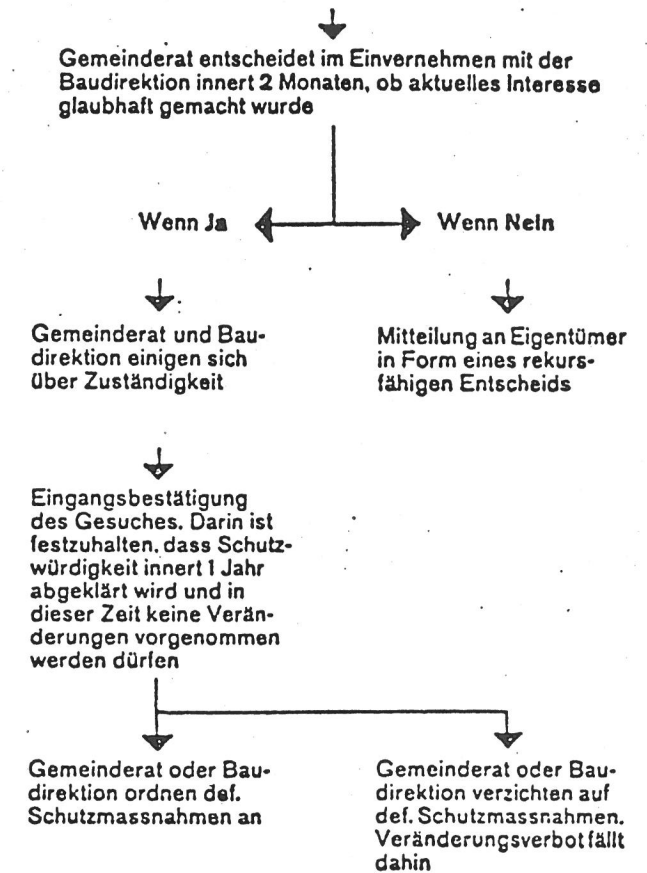 Gemeinderat entscheidet im Einvernehmen mit der
Baudirektion innert 2 Monaten, ob aktuelles Interesse
glaubhaft gemacht wurde
Wenn Ja
Wenn Nein
Gemeinderat und Bau-
direktion einigen sich
über Zuständigkeit
Mitteilung an Eigentümer
in Form eines rekurs-
fähigen Entscheids
Eingangsbestätigung
des Gesuches. Darin ist
festzuhalten, dass Schutz-
würdigkeit innert 1 Jahr
abgeklärt wird und in
dieser Zeit keine Verän-
derungen vorgenommen
werden dürfen
Gemeinderat oder Bau-
direktion ordnen def.
Schutzmassnahmen an
Gemeinderat oder Bau-
direktion verzichten auf
def. Schutzmassnahmen.
Veränderungsverbot fällt
dahin